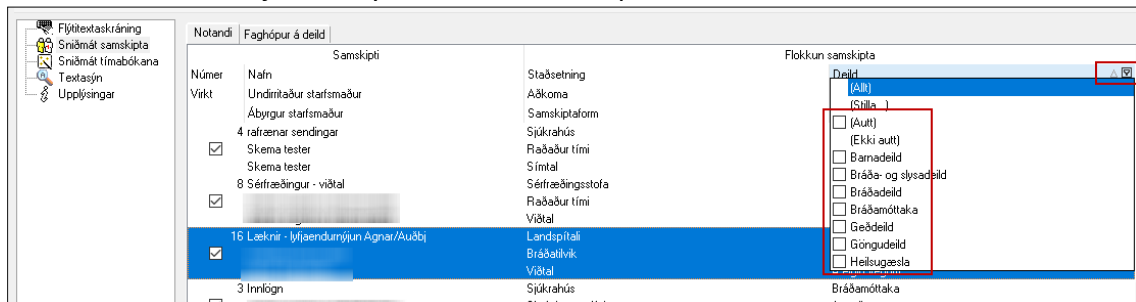 Flýtitextaskráning
Sniðmát samskipta
Sniðmát tímabókana
Textasýn
Upplýsingar
Notandi Faghópur á deild
Samskipti Flokkun samskipta
Númer Nafn Staðsetning Deild
Virkt Undirritaður starfsmaður Aðkoma
Ábyrgur starfsmaður Samskiptaform
4 rafrænar sendingar Sjúkrahús
Skema tester Raðaður tími
Skema tester Símtal
8 Sérfræðingur - viðtal Sérfræðingsstofa
Raðaður tími
Viðtal
16 Læknir - lyfjaendurnýjun Agnar/Auðbj Landspítali
Bráðatilvik
Viðtal
3 Innlögn Sjúkrahús Bráðamóttaka
(Allt)
(Stilla...)
(Autt)
(Ekki autt)
Barnadeild
Bráða- og slysadeild
Bráðadeild
Bráðamóttaka
Geðdeild
Göngudeild
Heilsugæsla